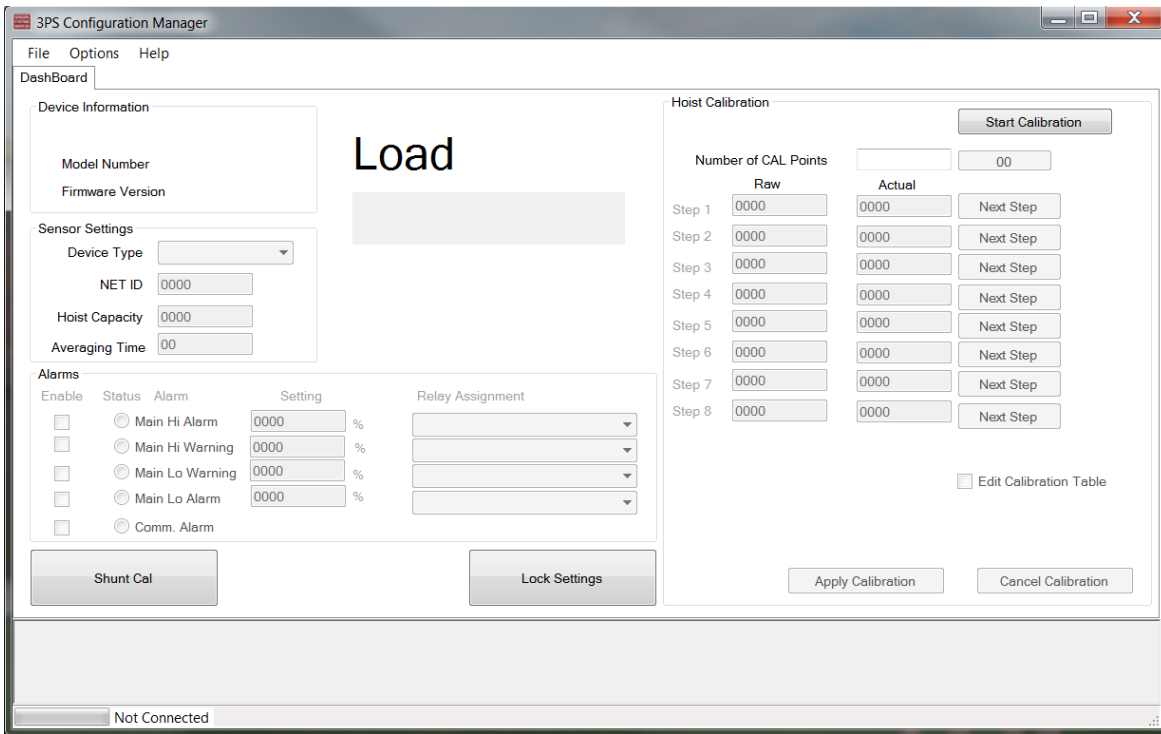 3PS Configuration Manager
File Options Help
DashBoard
Device Information
Model Number
Firmware Version
Load
Sensor Settings
Device Type
NET ID 0000
Hoist Capacity 0000
Averaging Time 00
Alarms
Enable Status Alarm Setting Relay Assignment
Main Hi Alarm 0000 %
Main Hi Warning 0000 %
Main Lo Warning 0000 %
Main Lo Alarm 0000 %
Comm. Alarm
Shunt Cal
Lock Settings
Hoist Calibration
Start Calibration
Number of CAL Points 00
Raw Actual
Step 1 0000 0000 Next Step
Step 2 0000 0000 Next Step
Step 3 0000 0000 Next Step
Step 4 0000 0000 Next Step
Step 5 0000 0000 Next Step
Step 6 0000 0000 Next Step
Step 7 0000 0000 Next Step
Step 8 0000 0000 Next Step
Edit Calibration Table
Apply Calibration Cancel Calibration
Not Connected